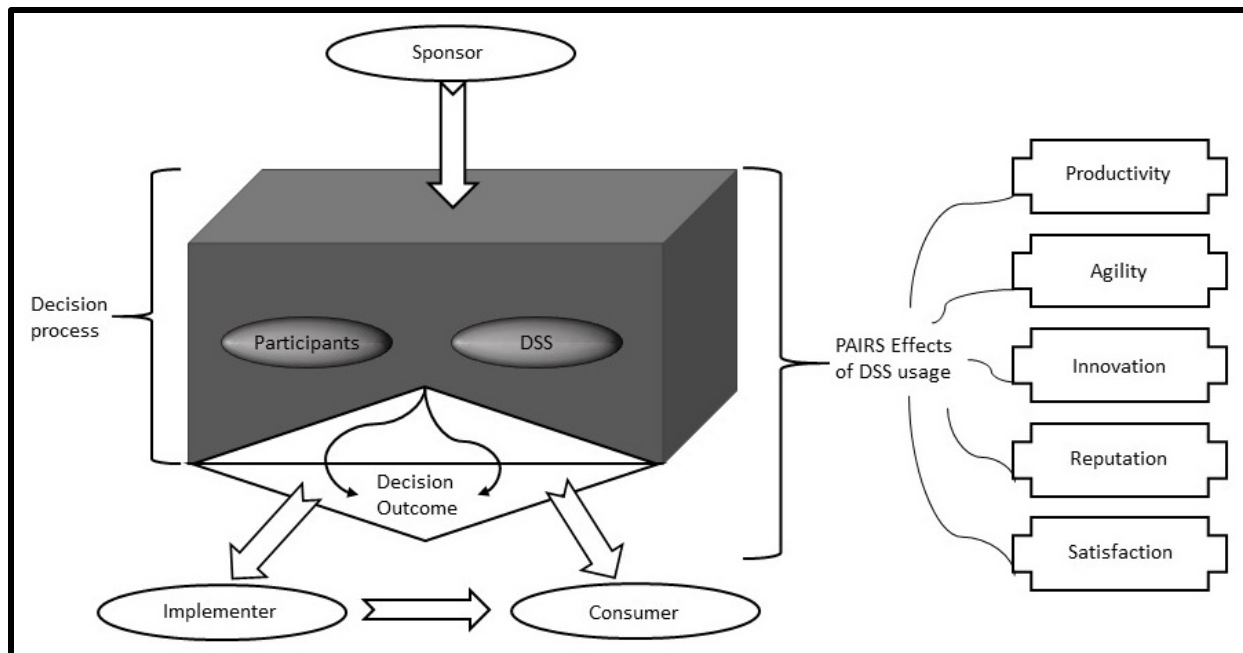 Sponsor
Decision
process
Participants
DSS
Decision
Outcome
Implementer
Consumer
PAIRS Effects
of DSS usage
Productivity
Agility
Innovation
Reputation
Satisfaction